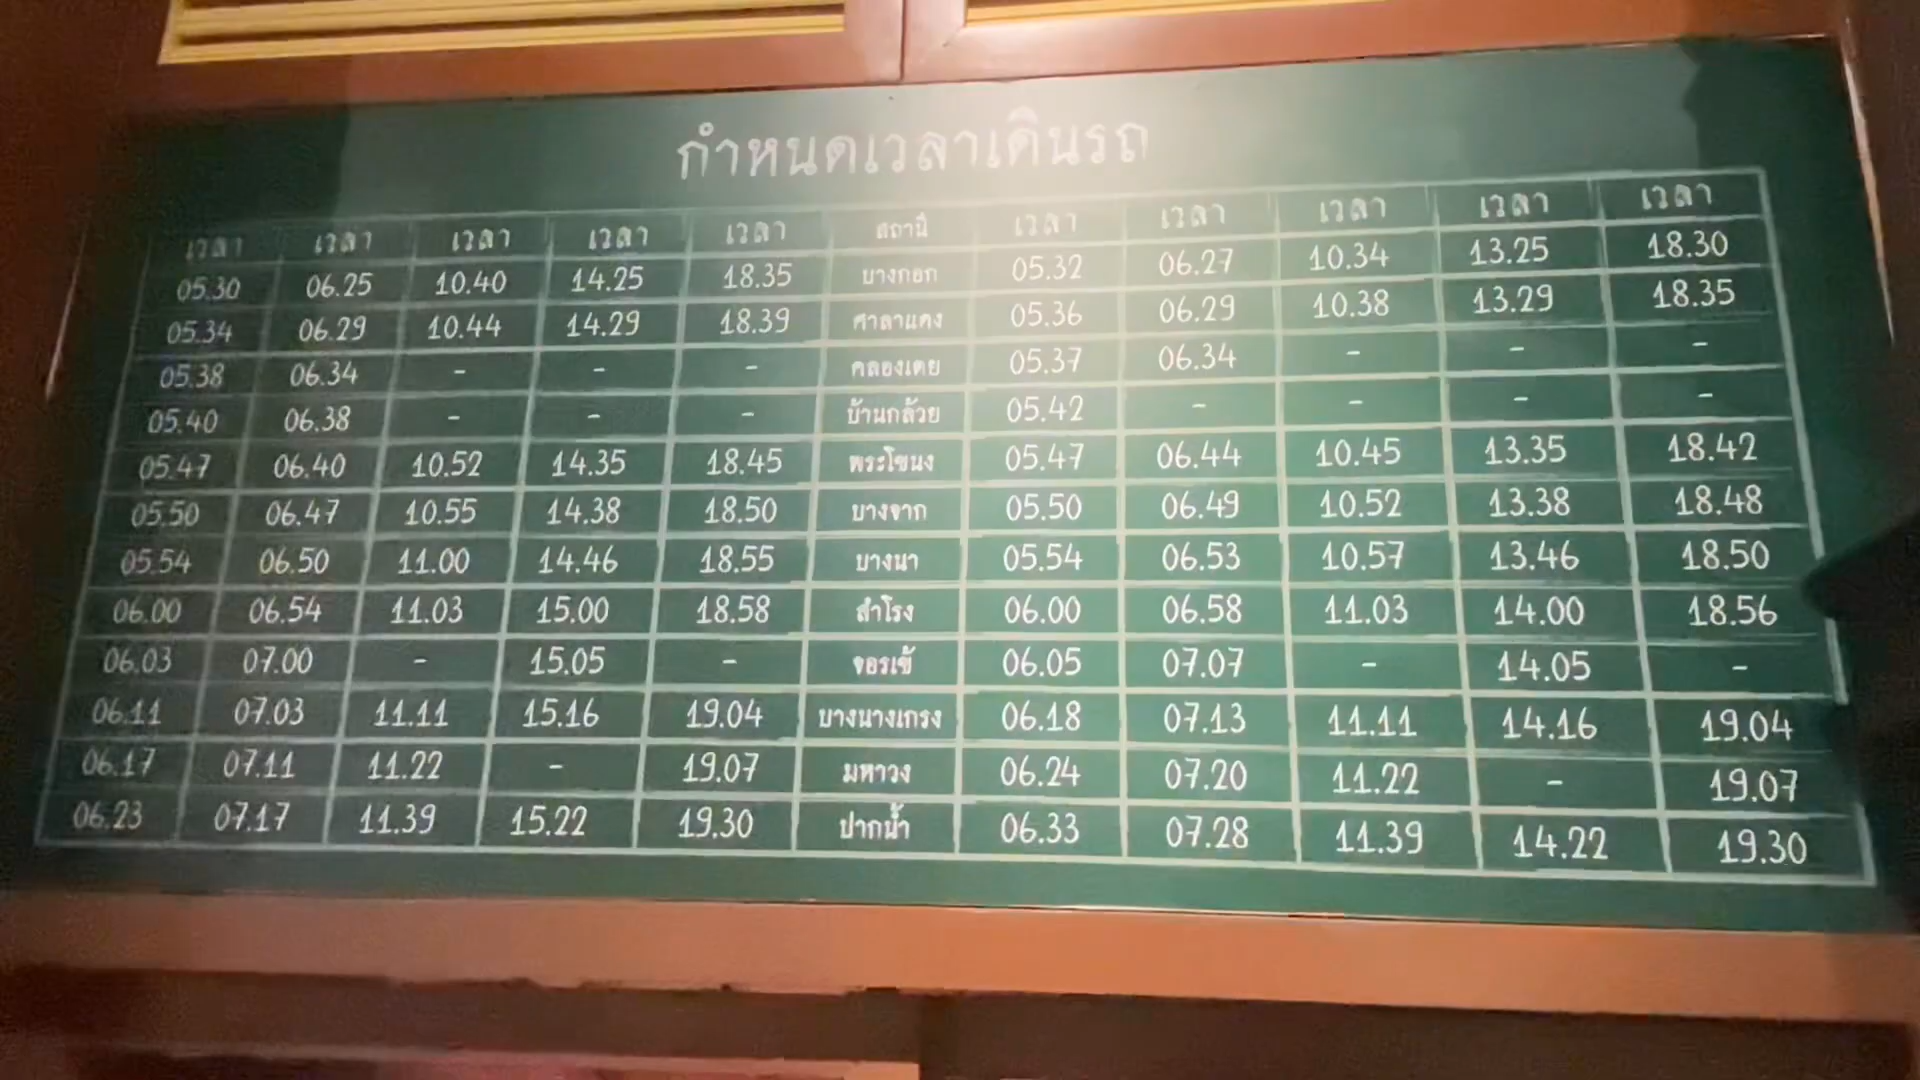 กำหนดเวลาเดินรถ
เวลา เวลา เวลา เวลา เวลา สถานี เวลา เวลา เวลา เวลา เวลา
05.30 06.25 10.40 14.25 18.35 บางกอก 05.32 06.27 10.34 13.25 18.30
05.34 06.29 10.44 14.29 18.39 ศาลาแดง 05.36 06.29 10.38 13.29 18.35
05.38 06.34 - - - คลองเตย 05.37 06.34 - - -
05.40 06.38 - - - บ้านกล้วย 05.42 - - - -
05.47 06.40 10.52 14.35 18.45 พระโขนง 05.47 06.44 10.45 13.35 18.42
05.50 06.47 10.55 14.38 18.50 บางจาก 05.50 06.49 10.52 13.38 18.48
05.54 06.50 11.00 14.46 18.55 บางนา 05.54 06.53 10.57 13.46 18.50
06.00 06.54 11.03 15.00 18.58 สำโรง 06.00 06.58 11.03 14.00 18.56
06.03 07.00 - 15.05 - จอรเข้ 06.05 07.07 - 14.05 -
06.11 07.03 11.11 15.16 19.04 บางนางเกรง 06.18 07.13 11.11 14.16 19.04
06.17 07.11 11.22 - 19.07 มหาวง 06.24 07.20 11.22 - 19.07
06.23 07.17 11.39 15.22 19.30 ปากน้ำ 06.33 07.28 11.39 14.22 19.30